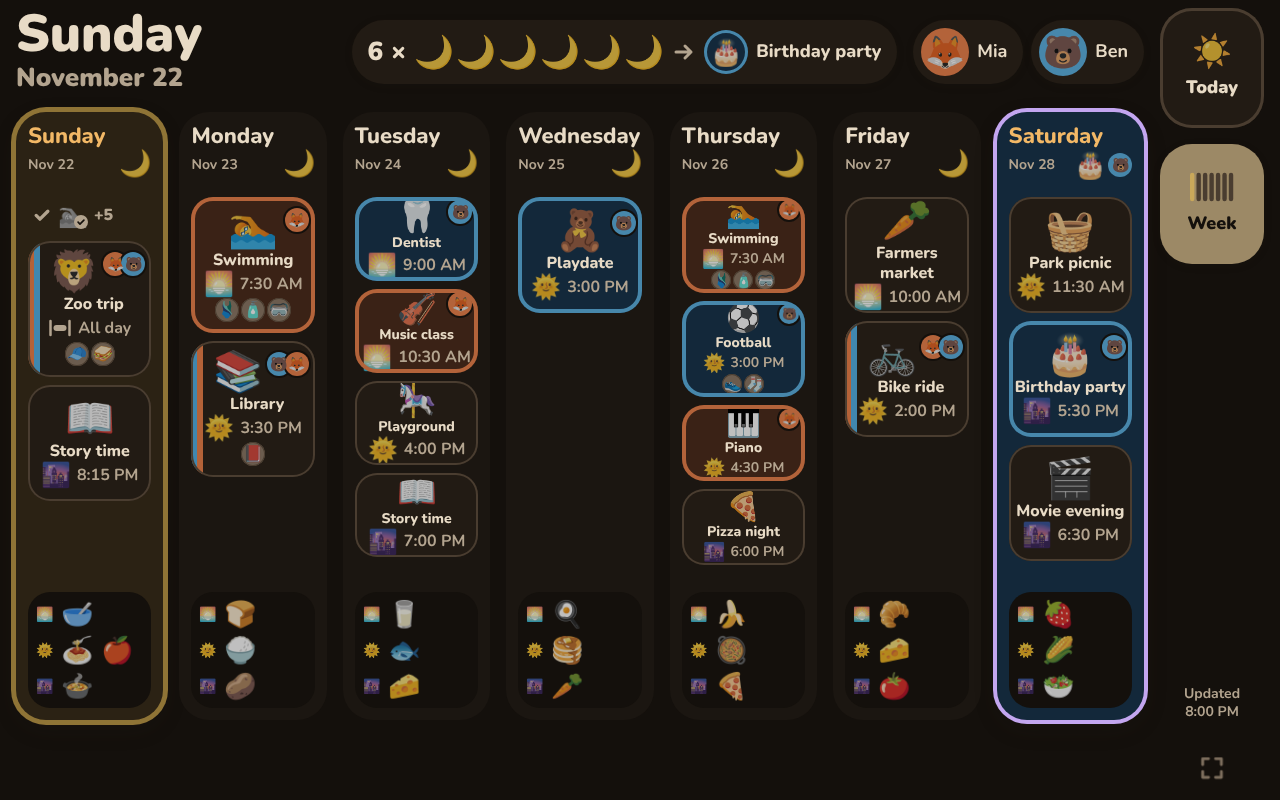 Sunday
November 22
6 ×
Birthday party
Mia
Ben
Today
Week
Updated
8:00 PM
Sunday
Nov 22
+5
Zoo trip
All day
Story time
8:15 PM
Monday
Nov 23
Swimming
7:30 AM
Library
3:30 PM
Tuesday
Nov 24
Dentist
9:00 AM
Music class
10:30 AM
Playground
4:00 PM
Story time
7:00 PM
Wednesday
Nov 25
Playdate
3:00 PM
Thursday
Nov 26
Swimming
7:30 AM
Football
3:00 PM
Piano
4:30 PM
Pizza night
6:00 PM
Friday
Nov 27
Farmers
market
10:00 AM
Bike ride
2:00 PM
Saturday
Nov 28
Park picnic
11:30 AM
Birthday party
5:30 PM
Movie evening
6:30 PM